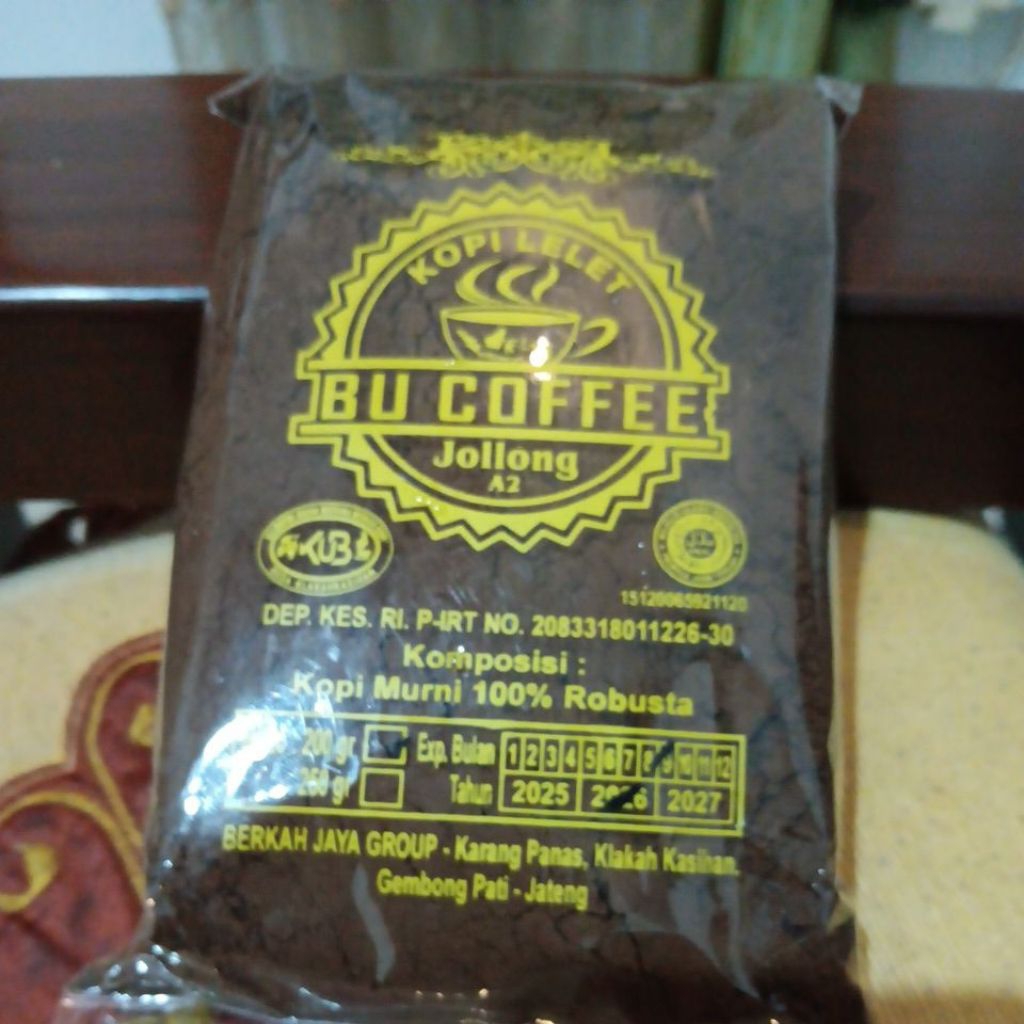 KOPI LELET
BU COFFEE
Jollong
A2
KUB
15120065921120
DEP. KES. RI. P-IRT NO. 2083318011226-30
Komposisi :
Kopi Murni 100% Robusta
200 gr Exp. Bulan 1 2 3 4 5 6 7 8 9 10 11 12
250 gr Tahun 2025 2026 2027
BERKAH JAYA GROUP - Karang Panas, Klakah Kasihan,
Gembong Pati - Jateng